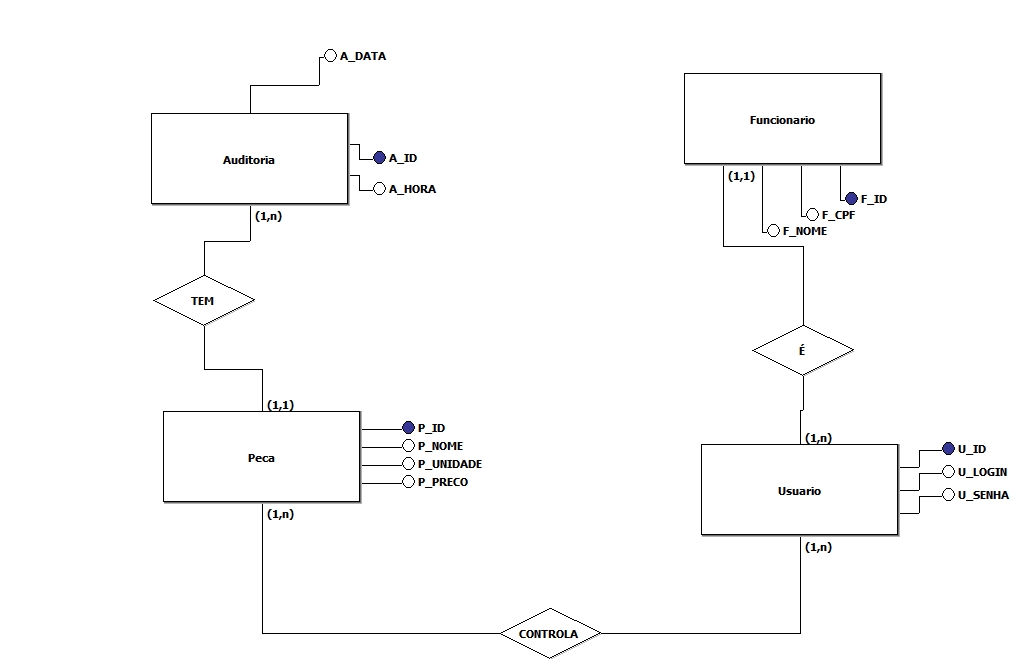 A_DATA
Auditoria
A_ID
A_HORA
(1,n)
TEM
(1,1)
Peca
P_ID
P_NOME
P_UNIDADE
P_PRECO
(1,n)
CONTROLA
Funcionario
(1,1)
F_ID
F_CPF
F_NOME
É
(1,n)
Usuario
U_ID
U_LOGIN
U_SENHA
(1,n)